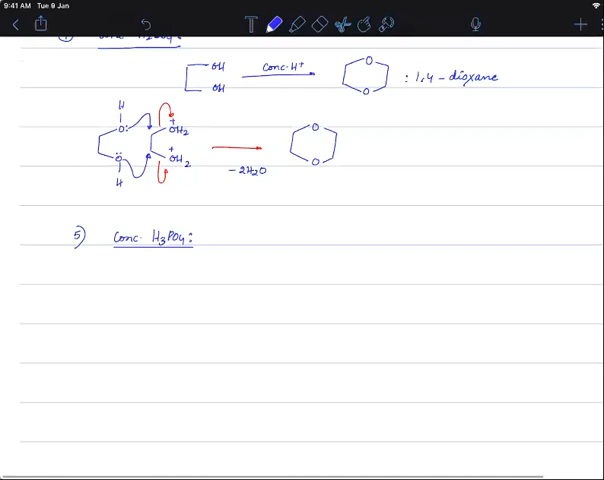 9:41 AM Tue 9 Jan
OH
OH
Conc. H+
O
O
: 1,4 - dioxane
H
O:
+
OH2
Ö
+
OH2
H
- 2H2O
O
O
5) Conc. H3PO4 :